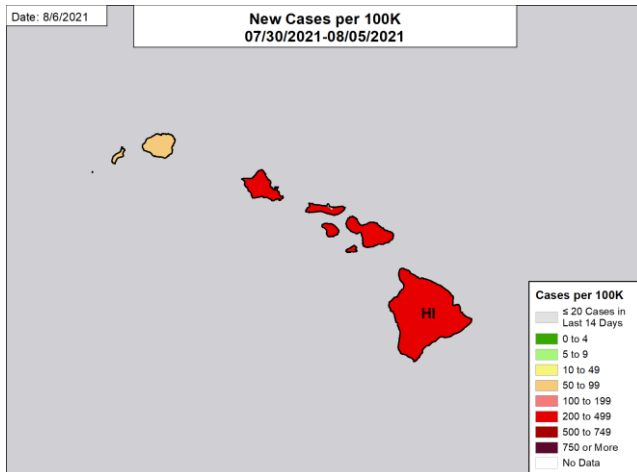 Date: 8/6/2021
New Cases per 100K
07/30/2021-08/05/2021
HI
Cases per 100K
≤ 20 Cases in
Last 14 Days
0 to 4
5 to 9
10 to 49
50 to 99
100 to 199
200 to 499
500 to 749
750 or More
No Data